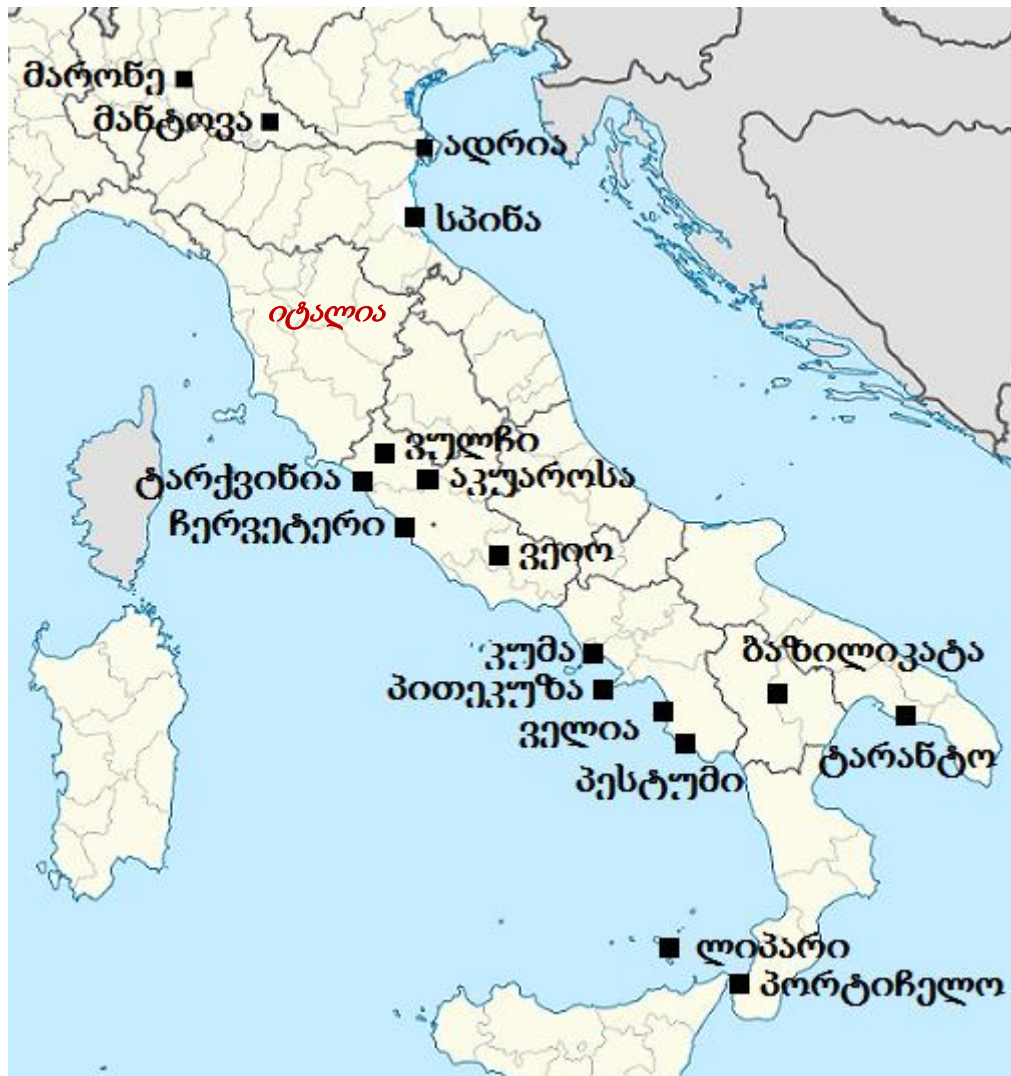 მარონე
მანტოვა
ადრია
სპინა
იტალია
ვულჩი
ტარქვინია
აკუაროსა
ჩერვეტერი
ვეიო
კუმა
ბაზილიკატა
პითეკუზა
ველია
ტარანტო
პესტუმი
ლიპარი
პორტიჩელო